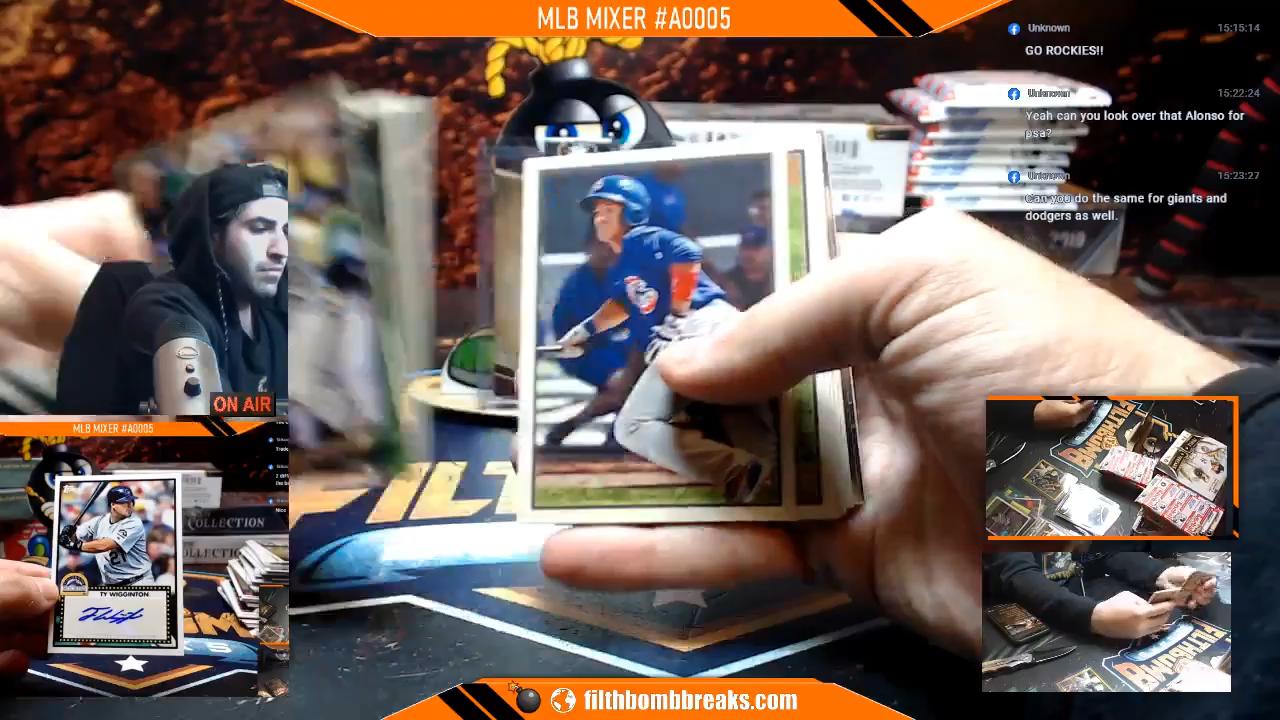 MLB MIXER #A0005
Unknown
15:15:14
GO ROCKIES!!
Unknown
15:22:24
Yeah can you look over that Alonso for
psa?
Unknown
15:23:27
Can you do the same for giants and
dodgers as well.
ON AIR
MLB MIXER #A0005
COLLECTION
21
TY WIGGINTON
FILT
filthbombbreaks.com